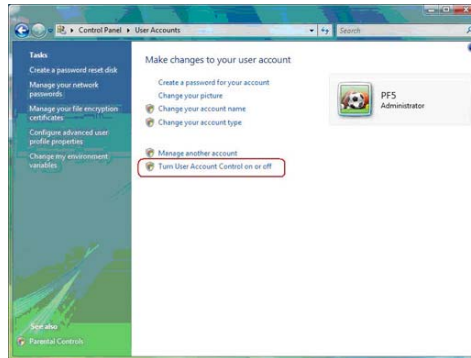 Control Panel ▸ User Accounts
Search
Tasks
Create a password reset disk
Manage your network
passwords
Manage your file encryption
certificates
Configure advanced user
profile properties
Change my environment
variables
See also
Parental Controls
Make changes to your user account
Create a password for your account
Change your picture
Change your account name
Change your account type
Manage another account
Turn User Account Control on or off
PF5
Administrator